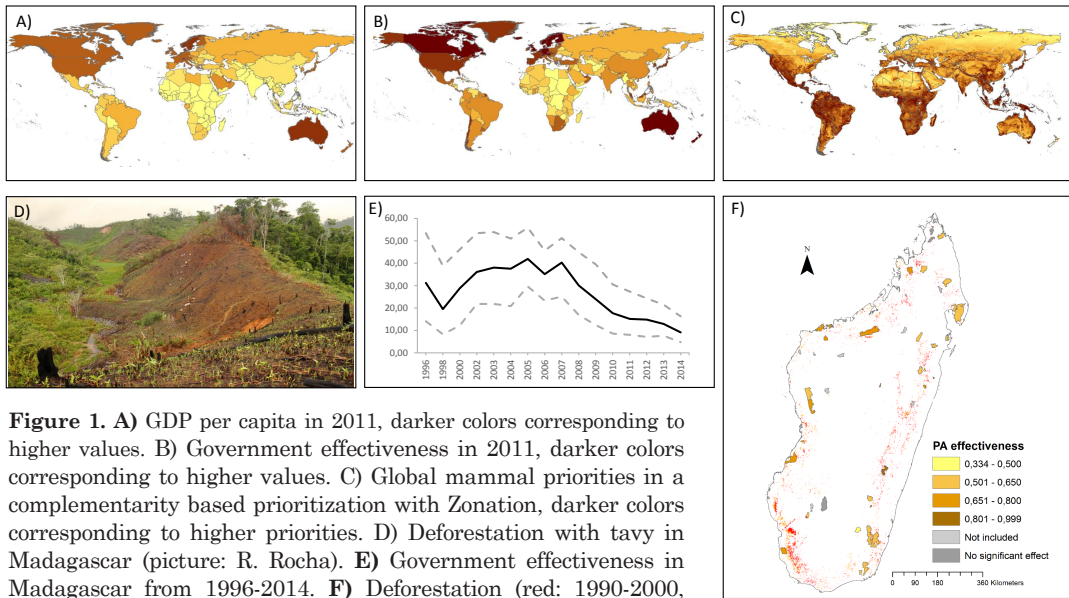 A)
B)
C)
D)
E)
60,00
50,00
40,00
30,00
20,00
10,00
0,00
1996
1998
2000
2002
2003
2004
2005
2006
2007
2008
2009
2010
2011
2012
2013
2014
F)
N
PA effectiveness
0,334 - 0,500
0,501 - 0,650
0,651 - 0,800
0,801 - 0,999
Not included
No significant effect
0 90 180 360 Kilometers
Figure 1. A) GDP per capita in 2011, darker colors corresponding to
higher values. B) Government effectiveness in 2011, darker colors
corresponding to higher values. C) Global mammal priorities in a
complementarity based prioritization with Zonation, darker colors
corresponding to higher priorities. D) Deforestation with tavy in
Madagascar (picture: R. Rocha). E) Government effectiveness in
Madagascar from 1996-2014. F) Deforestation (red: 1990-2000,